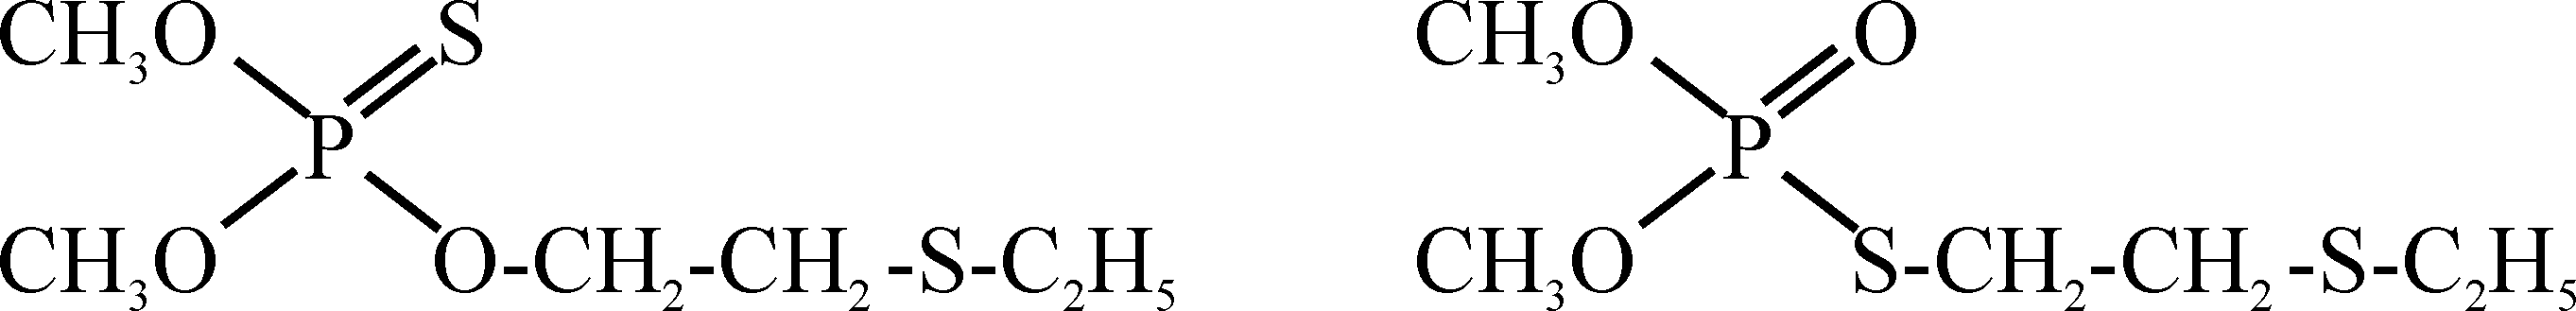 CH₃O S CH₃O O
P P
CH₃O O-CH₂-CH₂-S-C₂H₅ CH₃O S-CH₂-CH₂-S-C₂H₅